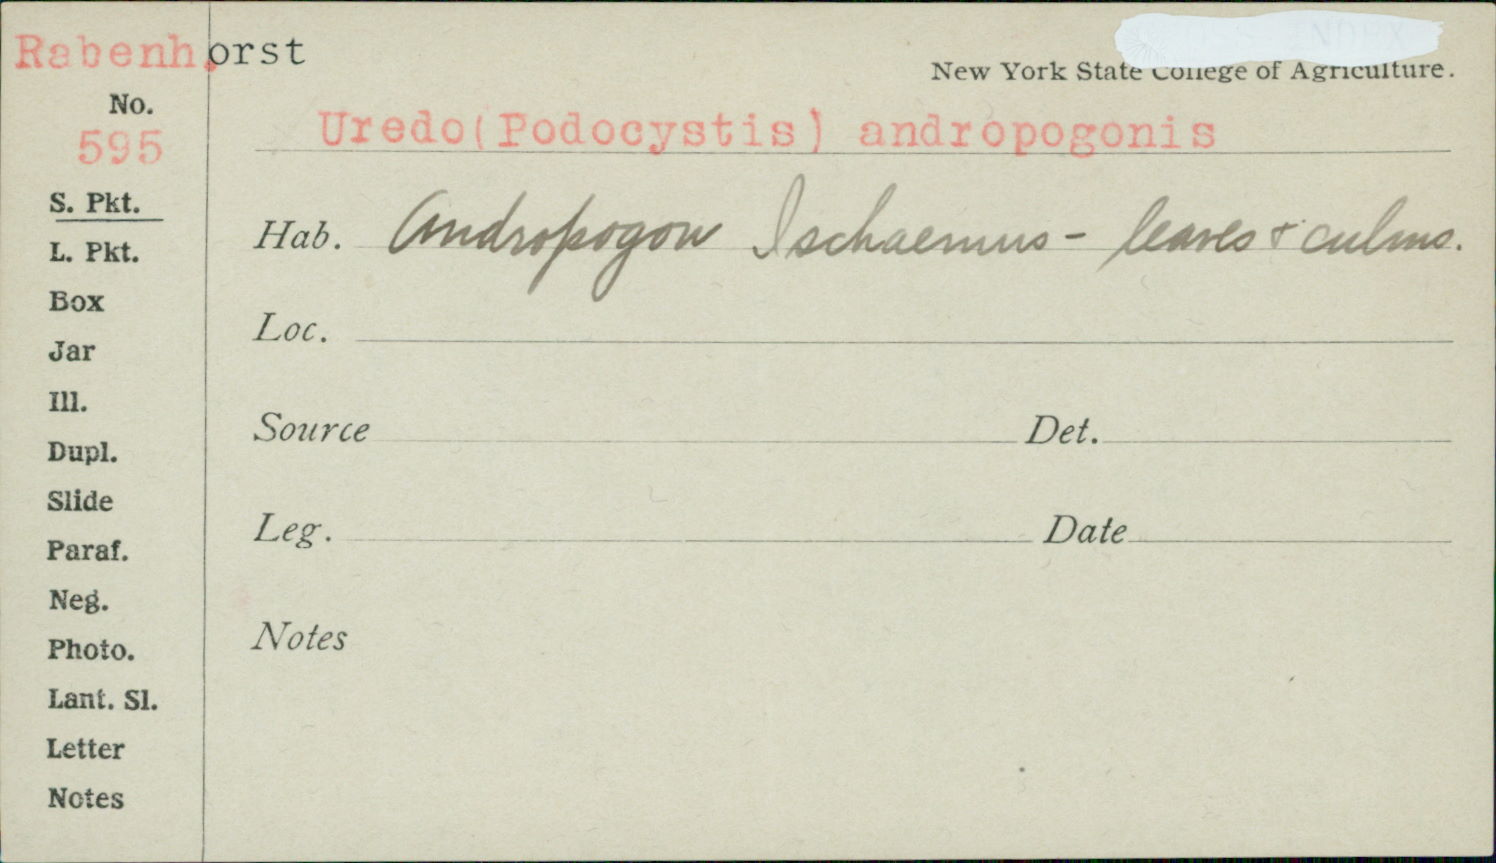 Rabenhorst
New York State College of Agriculture.
No.
595
Uredo(Podocystis) andropogonis
S. Pkt.
Hab. Andropogon Ischaemus - leaves & culms.
L. Pkt.
Box
Loc.
Jar
Ill.
Source Det.
Dupl.
Slide
Leg. Date
Paraf.
Neg.
Notes
Photo.
Lant. Sl.
Letter
Notes